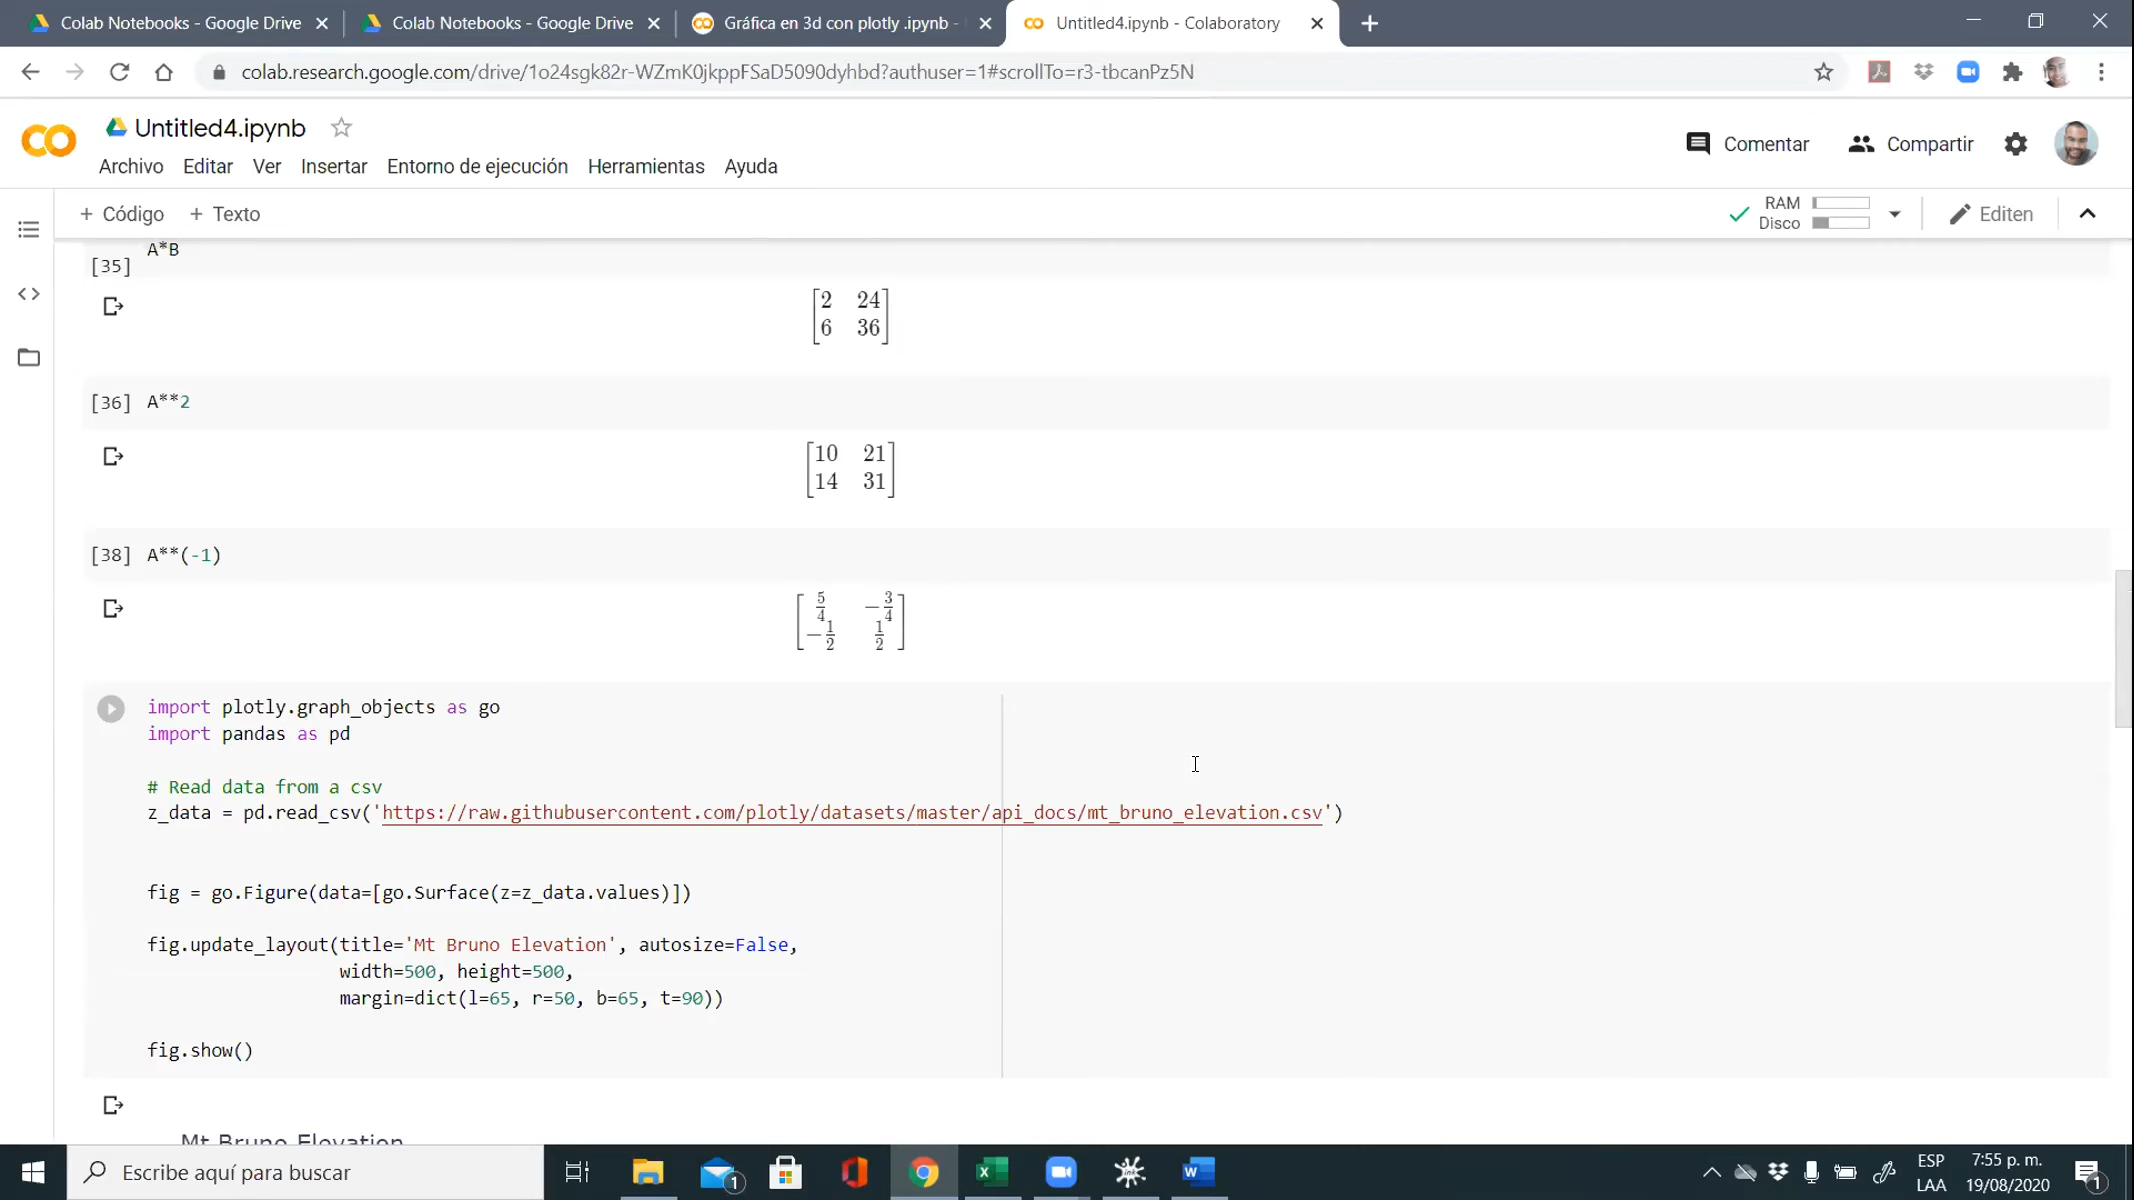 Colab Notebooks - Google Drive
Colab Notebooks - Google Drive
Gráfica en 3d con plotly .ipynb -
Untitled4.ipynb - Colaboratory
colab.research.google.com/drive/1o24sgk82r-WZmK0jkppFSaD5090dyhbd?authuser=1#scrollTo=r3-tbcanPz5N
Untitled4.ipynb
Comentar
Compartir
Archivo Editar Ver Insertar Entorno de ejecución Herramientas Ayuda
+ Código + Texto
RAM
Disco
Editen
A*B
[35]
2 24
6 36
[36] A**2
10 21
14 31
[38] A**(-1)
5/4 -3/4
-1/2 1/2
import plotly.graph_objects as go
import pandas as pd
# Read data from a csv
z_data = pd.read_csv('https://raw.githubusercontent.com/plotly/datasets/master/api_docs/mt_bruno_elevation.csv')
fig = go.Figure(data=[go.Surface(z=z_data.values)])
fig.update_layout(title='Mt Bruno Elevation', autosize=False,
width=500, height=500,
margin=dict(l=65, r=50, b=65, t=90))
fig.show()
Mt Bruno Elevation
Escribe aquí para buscar
1
ESP
LAA
7:55 p. m.
19/08/2020
1